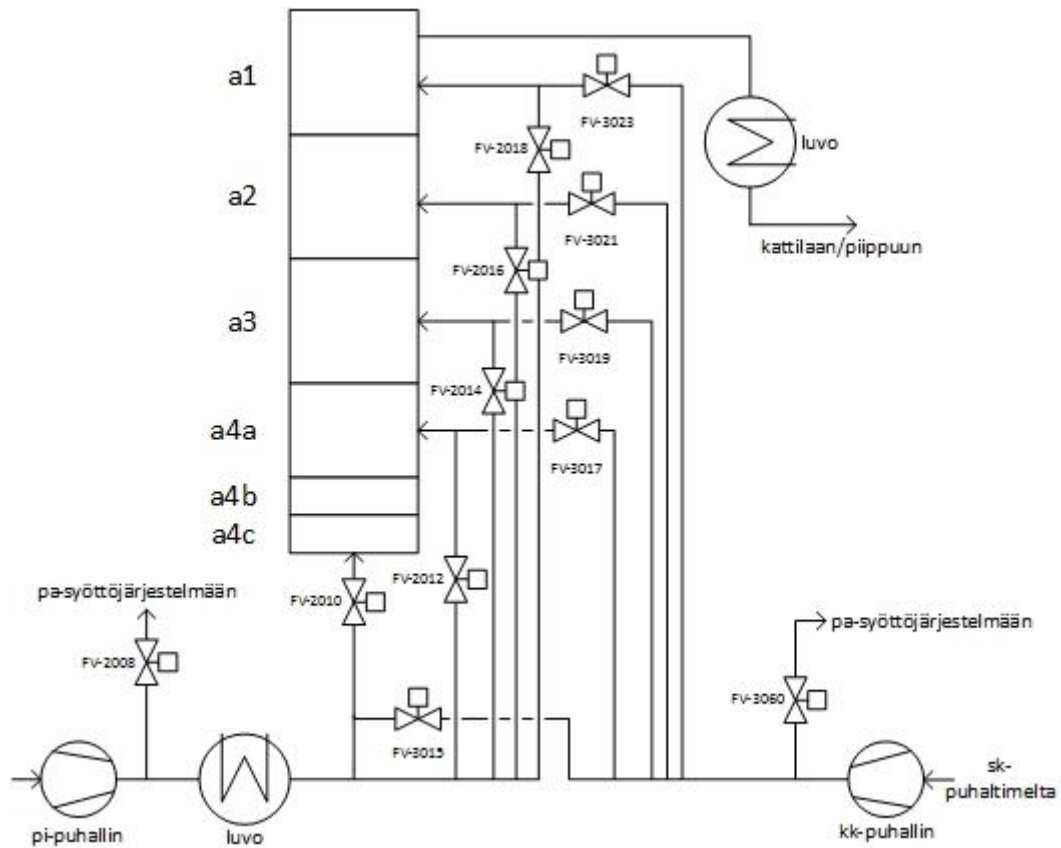 a1
FV-3023
FV-2018
luvo
a2
FV-3021
kattilaan/piippuun
FV-2016
a3
FV-3019
FV-2014
a4a
FV-3017
a4b
a4c
FV-2012
pa-syöttöjärjestelmään
FV-2010
pa-syöttöjärjestelmään
FV-2008
FV-3060
FV-3015
sk-
puhaltimelta
pi-puhallin
luvo
kk-puhallin